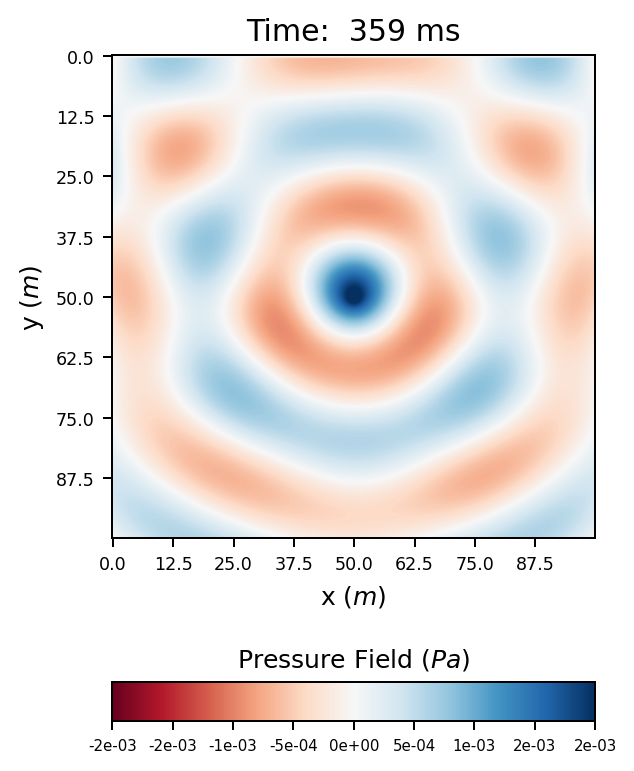 Time:  359 ms
0.0
12.5
25.0
37.5
50.0
62.5
75.0
87.5
y (m)
0.0 12.5 25.0 37.5 50.0 62.5 75.0 87.5
x (m)
Pressure Field (Pa)
-2e-03 -2e-03 -1e-03 -5e-04 0e+00 5e-04 1e-03 2e-03 2e-03